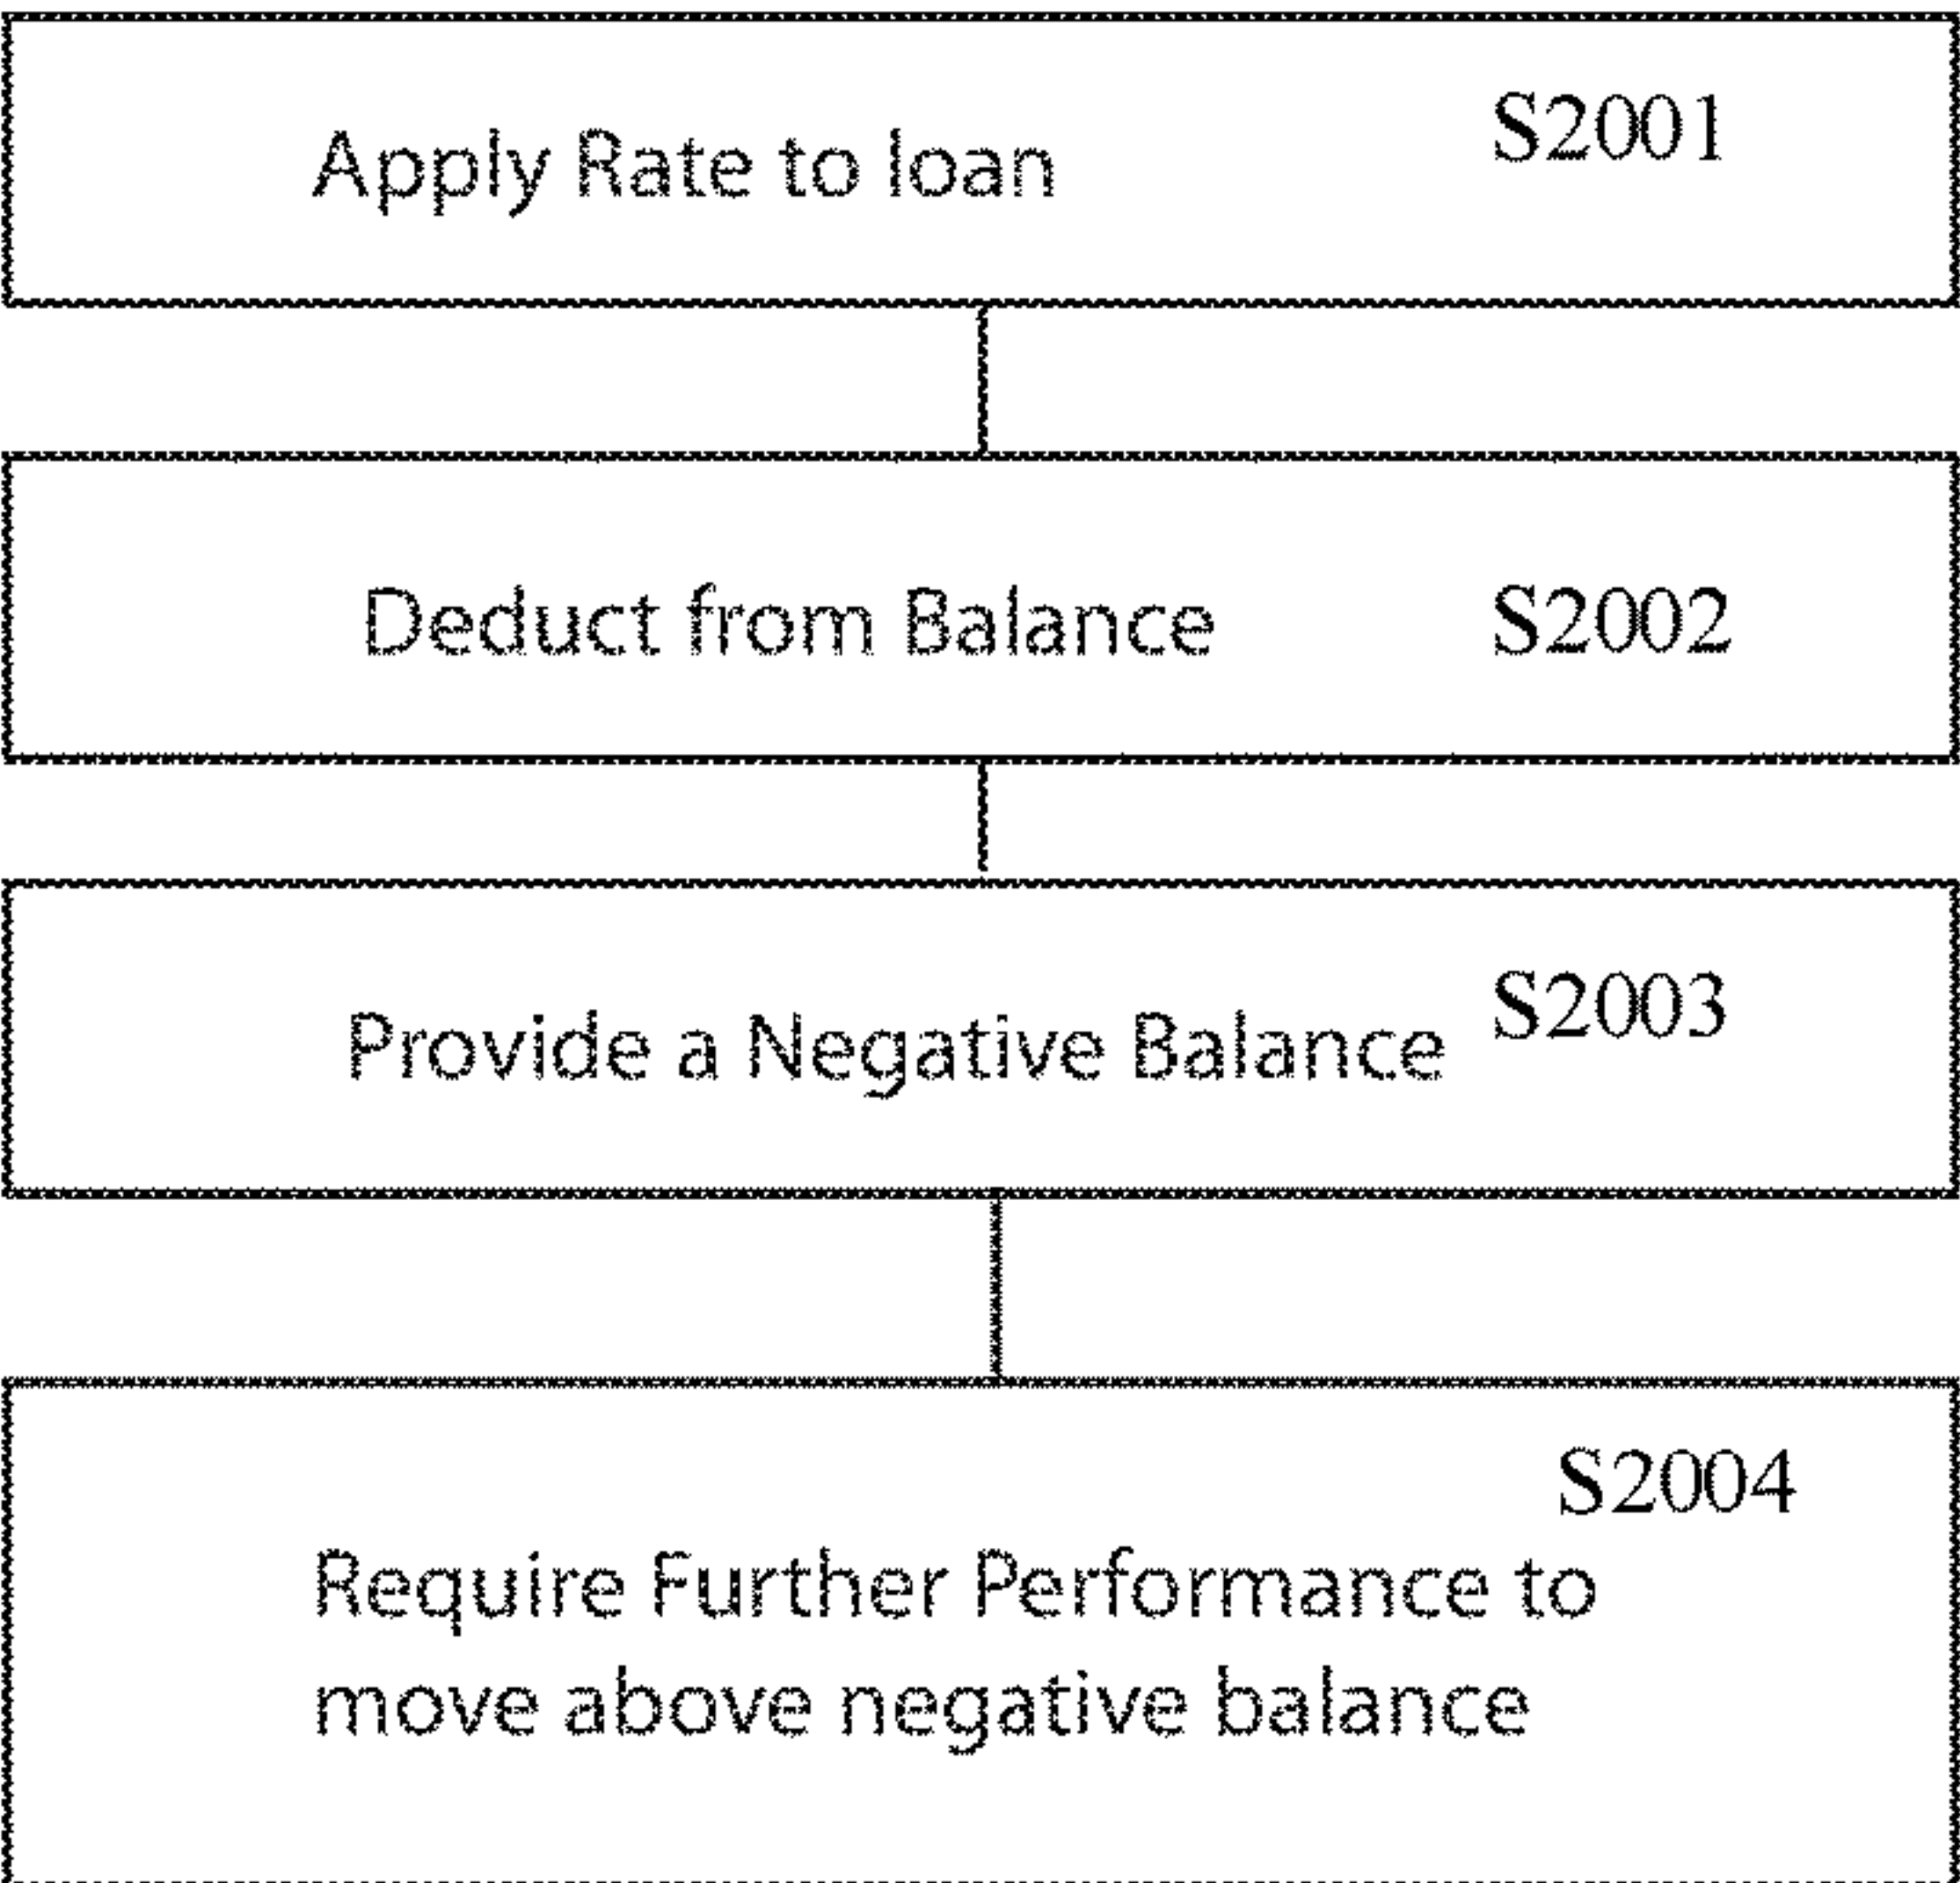 S2001
Apply Rate to loan
Deduct from Balance S2002
S2003
Provide a Negative Balance
S2004
Require Further Performance to
move above negative balance